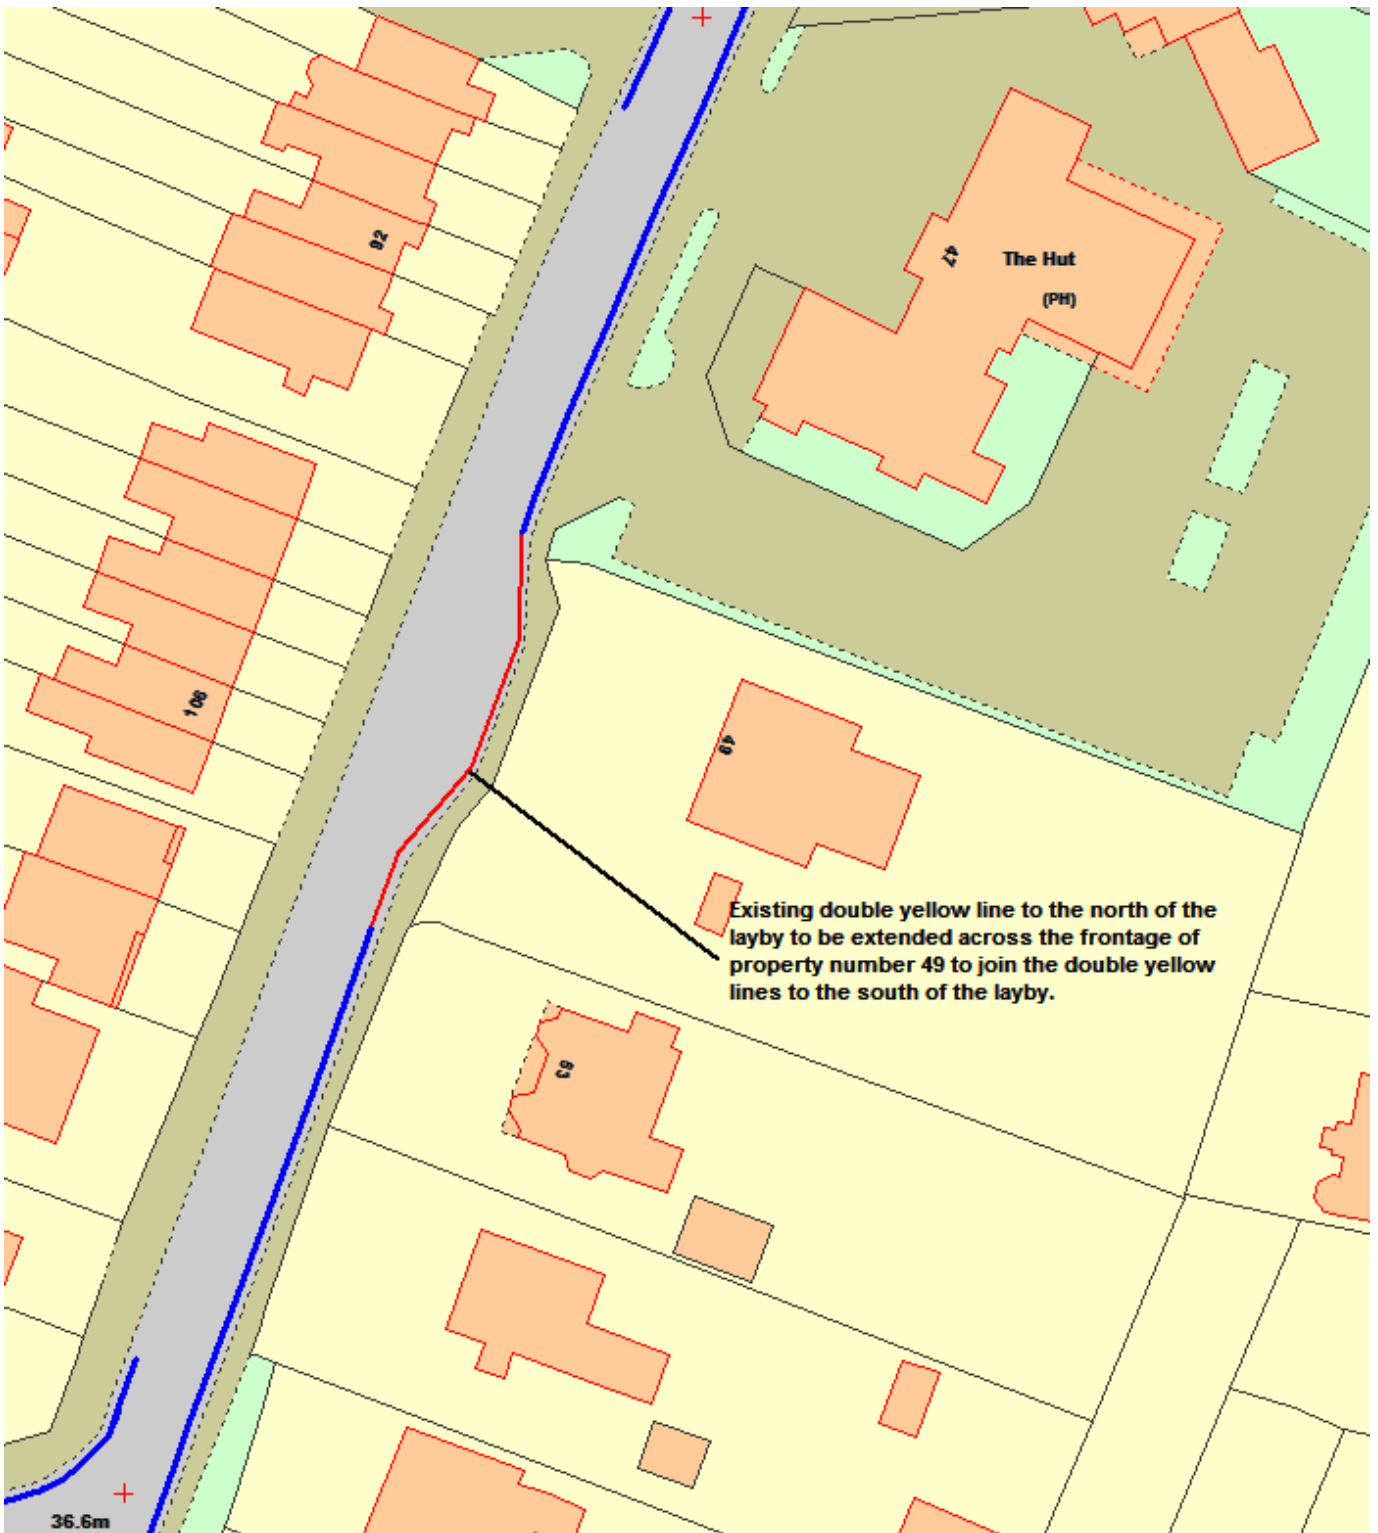 92
47
The Hut
(PH)
106
49
Existing double yellow line to the north of the
layby to be extended across the frontage of
property number 49 to join the double yellow
lines to the south of the layby.
53
36.6m